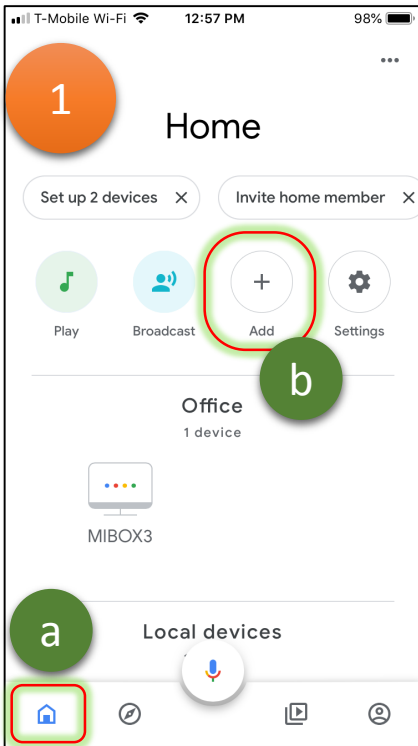 T-Mobile Wi-Fi 12:57 PM 98%
1
Home
Set up 2 devices X Invite home member X
Play Broadcast Add Settings
b
Office
1 device
MIBOX3
a
Local devices